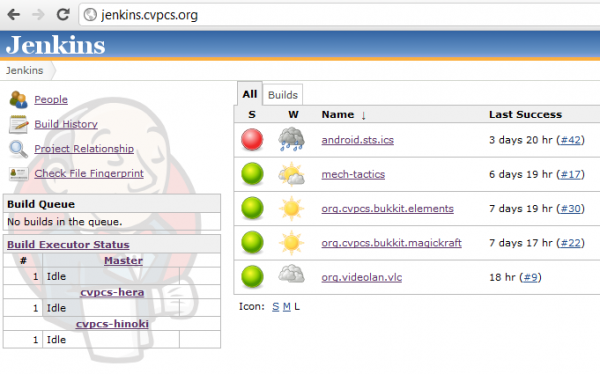 jenkins.cvpcs.org
Jenkins
Jenkins
People
Build History
Project Relationship
Check File Fingerprint
Build Queue
No builds in the queue.
Build Executor Status
# Master
1 Idle
cvpcs-hera
1 Idle
cvpcs-hinoki
1 Idle
All Builds
S W Name ↓ Last Success
android.sts.ics 3 days 20 hr (#42)
mech-tactics 6 days 19 hr (#17)
org.cvpcs.bukkit.elements 7 days 19 hr (#30)
org.cvpcs.bukkit.magickraft 7 days 17 hr (#22)
org.videolan.vlc 18 hr (#9)
Icon: S M L